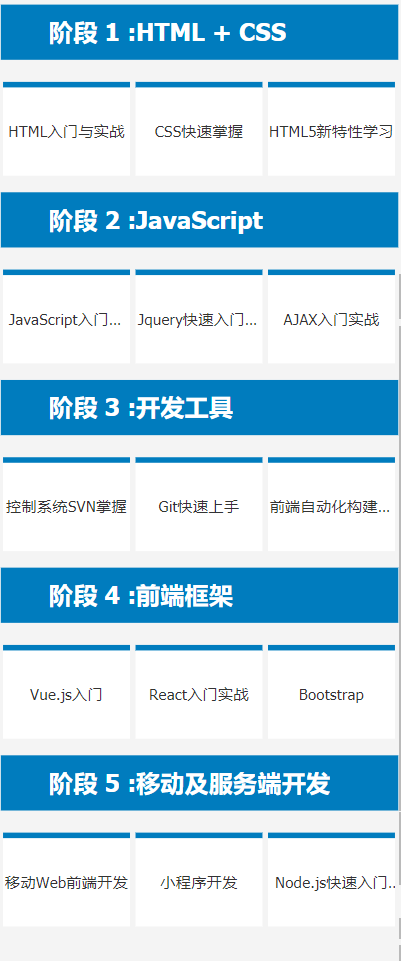 阶段 1 :HTML + CSS
HTML入门与实战
CSS快速掌握
HTML5新特性学习
阶段 2 :JavaScript
JavaScript入门...
Jquery快速入门...
AJAX入门实战
阶段 3 :开发工具
控制系统SVN掌握
Git快速上手
前端自动化构建...
阶段 4 :前端框架
Vue.js入门
React入门实战
Bootstrap
阶段 5 :移动及服务端开发
移动Web前端开发
小程序开发
Node.js快速入门..